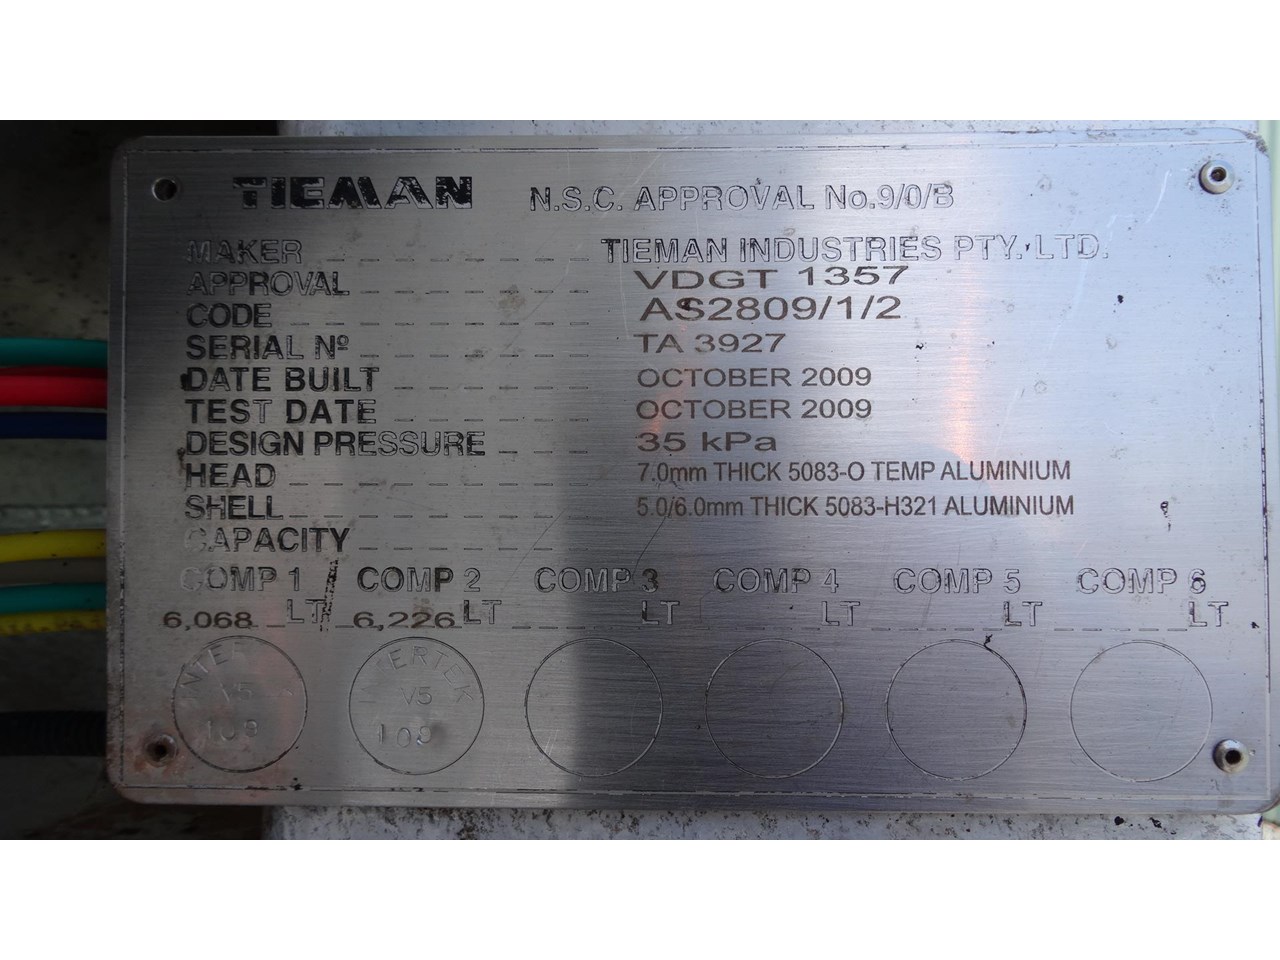 TIEMAN N.S.C. APPROVAL No.9/0/B
MAKER TIEMAN INDUSTRIES PTY. LTD.
APPROVAL VDGT 1357
CODE AS2809/1/2
SERIAL Nº TA 3927
DATE BUILT OCTOBER 2009
TEST DATE OCTOBER 2009
DESIGN PRESSURE 35 kPa
HEAD 7.0mm THICK 5083-O TEMP ALUMINIUM
SHELL 5.0/6.0mm THICK 5083-H321 ALUMINIUM
CAPACITY
COMP 1 COMP 2 COMP 3 COMP 4 COMP 5 COMP 6
6,068 LT 6,226 LT LT LT LT LT
V5 V5
108 108